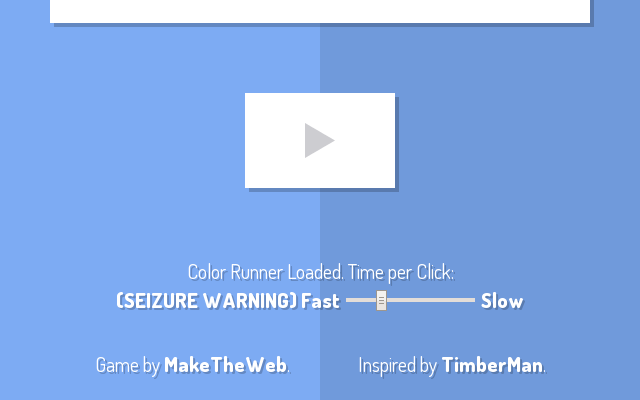 Color Runner Loaded. Time per Click:
(SEIZURE WARNING) Fast Slow
Game by MakeTheWeb. Inspired by TimberMan.